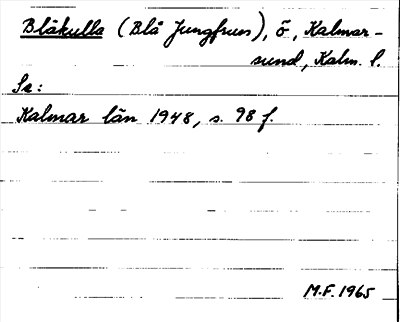 Blåkulla (Blå Jungfrun), ö, Kalmar-
sund, Kalm. l.
Se:
Kalmar län 1948, s. 98 f.
M.F. 1965